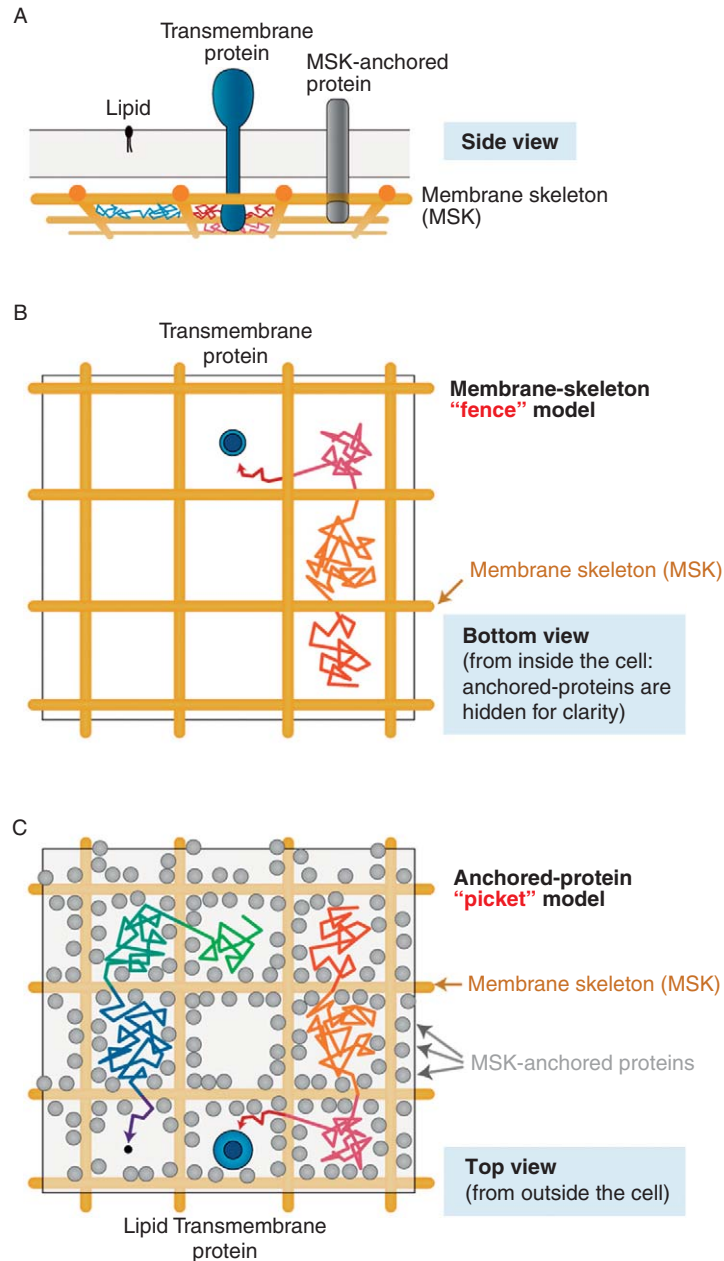 A
Transmembrane
protein
MSK-anchored
protein
Lipid
Side view
Membrane skeleton
(MSK)
B
Transmembrane
protein
Membrane-skeleton
“fence” model
Membrane skeleton (MSK)
Bottom view
(from inside the cell:
anchored-proteins are
hidden for clarity)
C
Anchored-protein
“picket” model
Membrane skeleton (MSK)
MSK-anchored proteins
Top view
(from outside the cell)
Lipid Transmembrane
protein